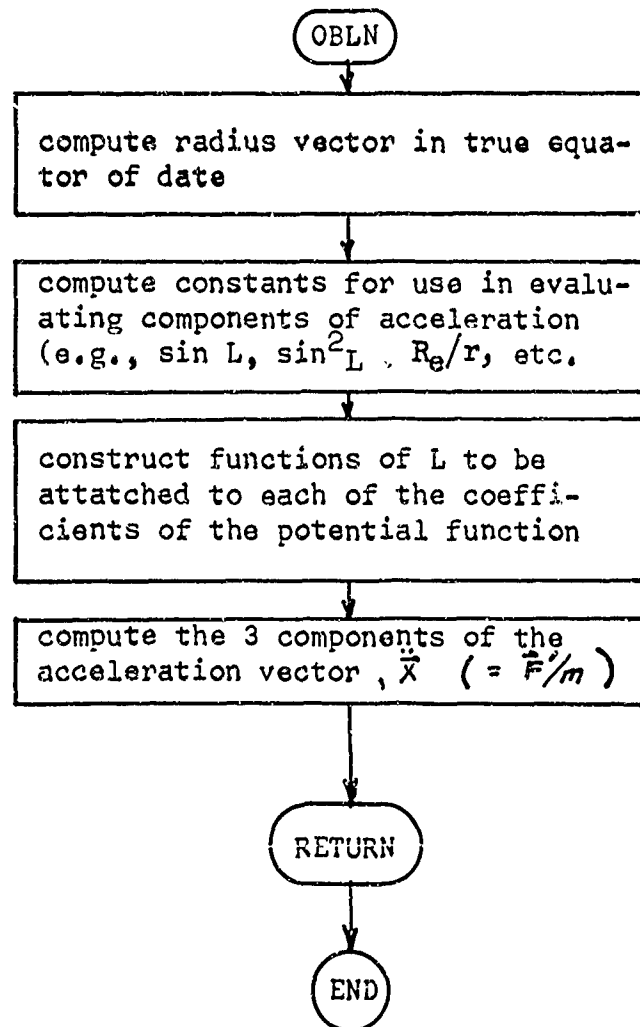 OBLN
compute radius vector in true equa-
tor of date
compute constants for use in evalu-
ating components of acceleration
(e.g., sin L, sin²L , Rₑ/r, etc.
construct functions of L to be
attatched to each of the coeffi-
cients of the potential function
compute the 3 components of the
acceleration vector , ẍ⃗ ( = F⃗'/m )
RETURN
END